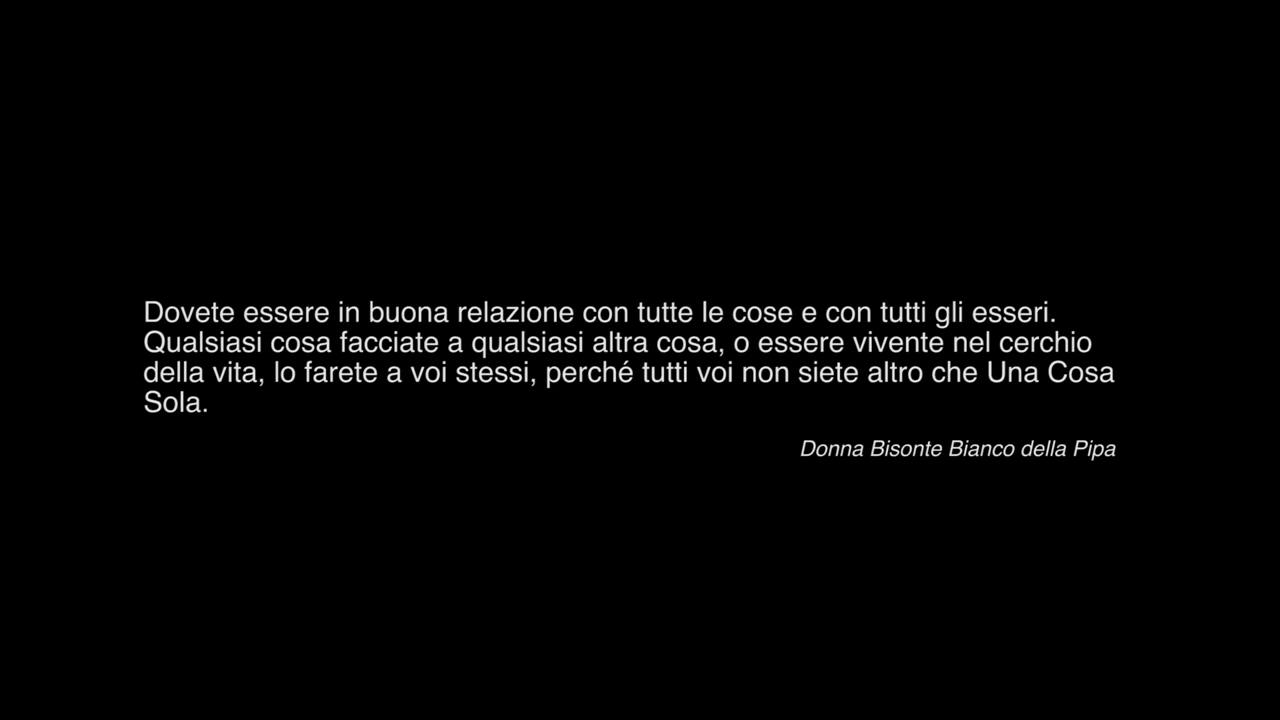 Dovete essere in buona relazione con tutte le cose e con tutti gli esseri.
Qualsiasi cosa facciate a qualsiasi altra cosa, o essere vivente nel cerchio
della vita, lo farete a voi stessi, perché tutti voi non siete altro che Una Cosa
Sola.
Donna Bisonte Bianco della Pipa